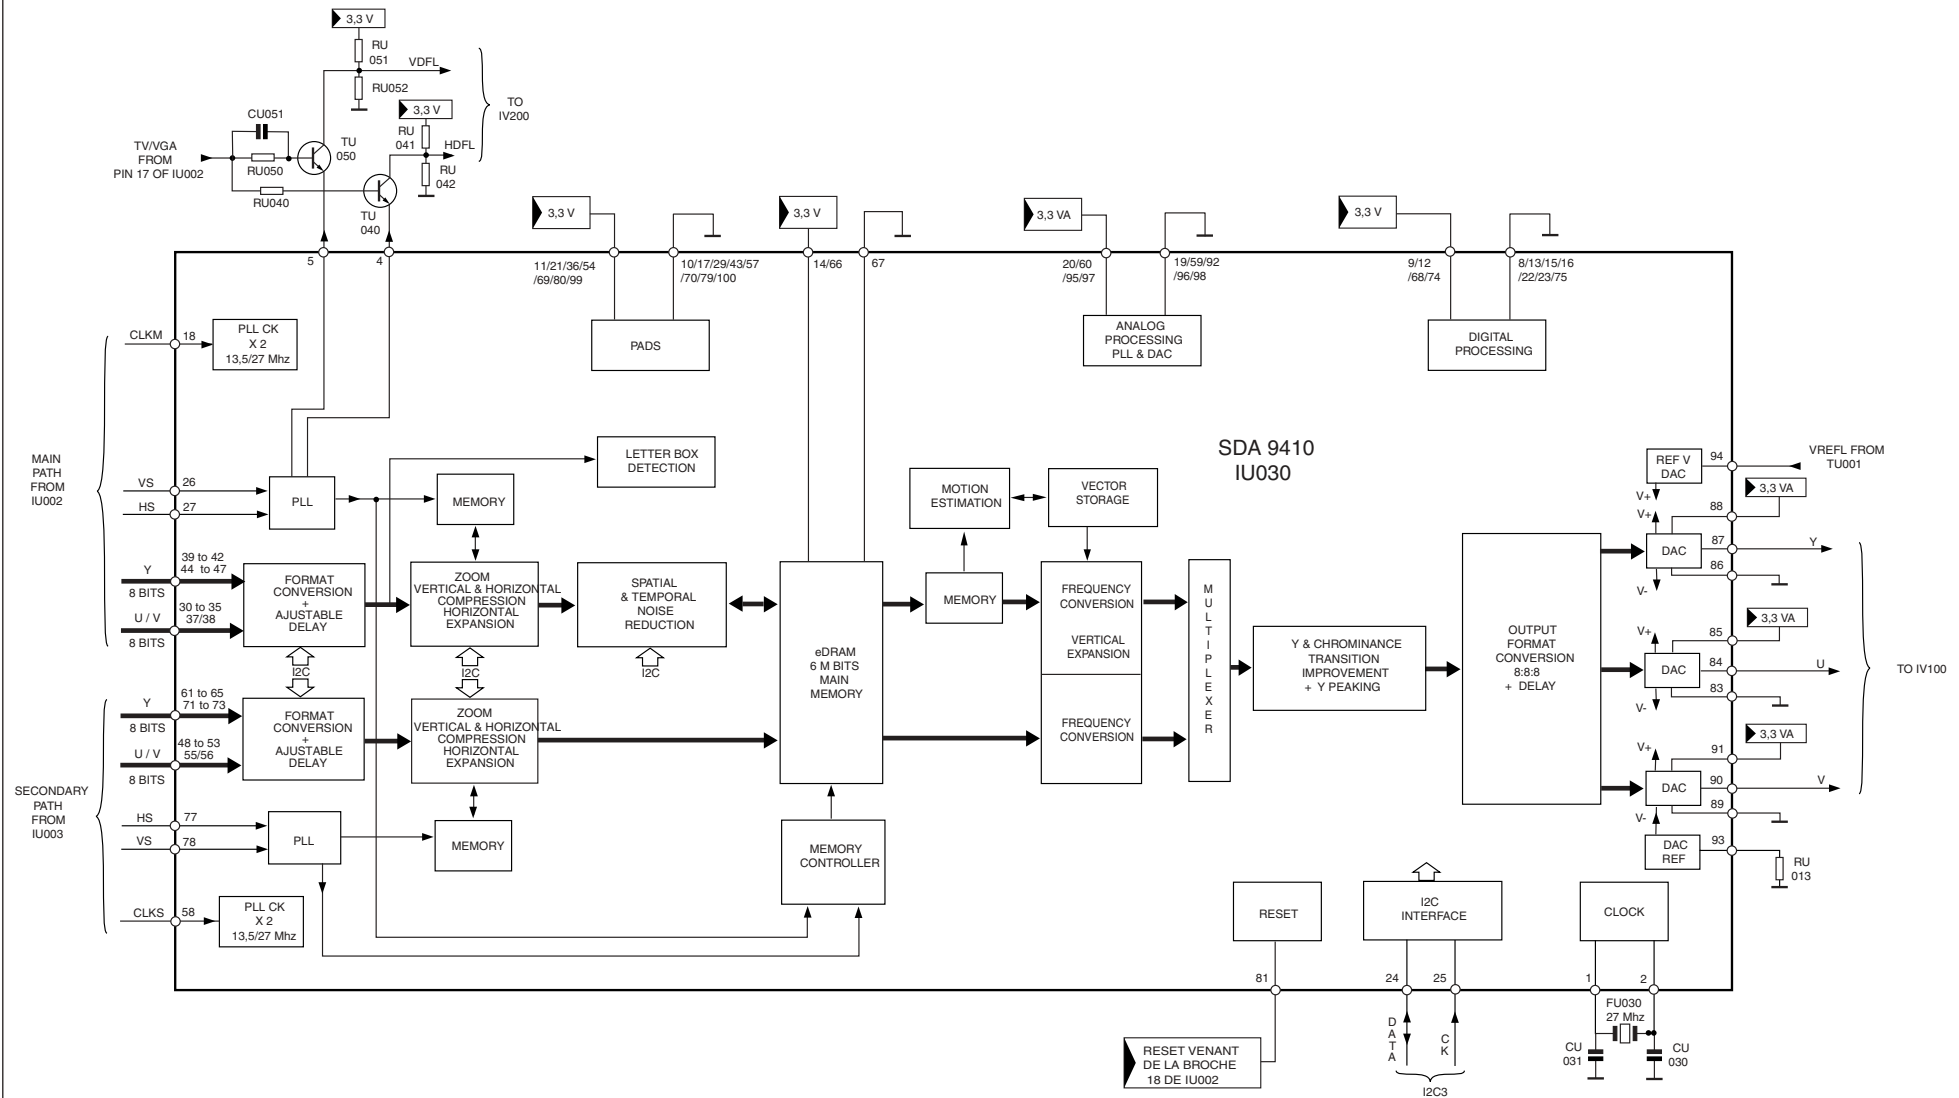 3,3 V
RU
051
VDFL
RU052
TO
IV200
3,3 V
CU051
RU
041
HDFL
TV/VGA
FROM
PIN 17 OF IU002
TU
050
RU050
RU
042
RU040
TU
040
3,3 V
3,3 V
3,3 VA
3,3 V
5
4
11/21/36/54
/69/80/99
10/17/29/43/57
/70/79/100
14/66
67
20/60
/95/97
19/59/92
/96/98
9/12
/68/74
8/13/15/16
/22/23/75
CLKM
18
PLL CK
X 2
13,5/27 Mhz
PADS
ANALOG
PROCESSING
PLL & DAC
DIGITAL
PROCESSING
SDA 9410
IU030
MAIN
PATH
FROM
IU002
VS
26
HS
27
PLL
LETTER BOX
DETECTION
MEMORY
MOTION
ESTIMATION
VECTOR
STORAGE
REF V
DAC
94
VREFL FROM
TU001
3,3 VA
V+
V+
88
DAC
87
Y
86
V-
Y
8 BITS
39 to 42
44 to 47
U / V
8 BITS
30 to 35
37/38
FORMAT
CONVERSION
+
AJUSTABLE
DELAY
ZOOM
VERTICAL & HORIZONTAL
COMPRESSION
HORIZONTAL
EXPANSION
SPATIAL
& TEMPORAL
NOISE
REDUCTION
eDRAM
6 M BITS
MAIN
MEMORY
MEMORY
FREQUENCY
CONVERSION
VERTICAL
EXPANSION
FREQUENCY
CONVERSION
M
U
L
T
I
P
L
E
X
E
R
Y & CHROMINANCE
TRANSITION
IMPROVEMENT
+ Y PEAKING
OUTPUT
FORMAT
CONVERSION
8:8:8
+ DELAY
3,3 VA
V+
85
DAC
84
U
83
V-
TO IV100
I2C
I2C
I2C
Y
8 BITS
61 to 65
71 to 73
U / V
8 BITS
48 to 53
55/56
FORMAT
CONVERSION
+
AJUSTABLE
DELAY
ZOOM
VERTICAL & HORIZONTAL
COMPRESSION
HORIZONTAL
EXPANSION
3,3 VA
V+
91
DAC
90
V
89
V-
DAC
REF
93
RU
013
SECONDARY
PATH
FROM
IU003
HS
77
VS
78
PLL
MEMORY
MEMORY
CONTROLLER
CLKS
58
PLL CK
X 2
13,5/27 Mhz
RESET
I2C
INTERFACE
CLOCK
81
24
25
1
2
FU030
27 Mhz
D
A
T
A
C
K
CU
031
CU
030
RESET VENANT
DE LA BROCHE
18 DE IU002
I2C3